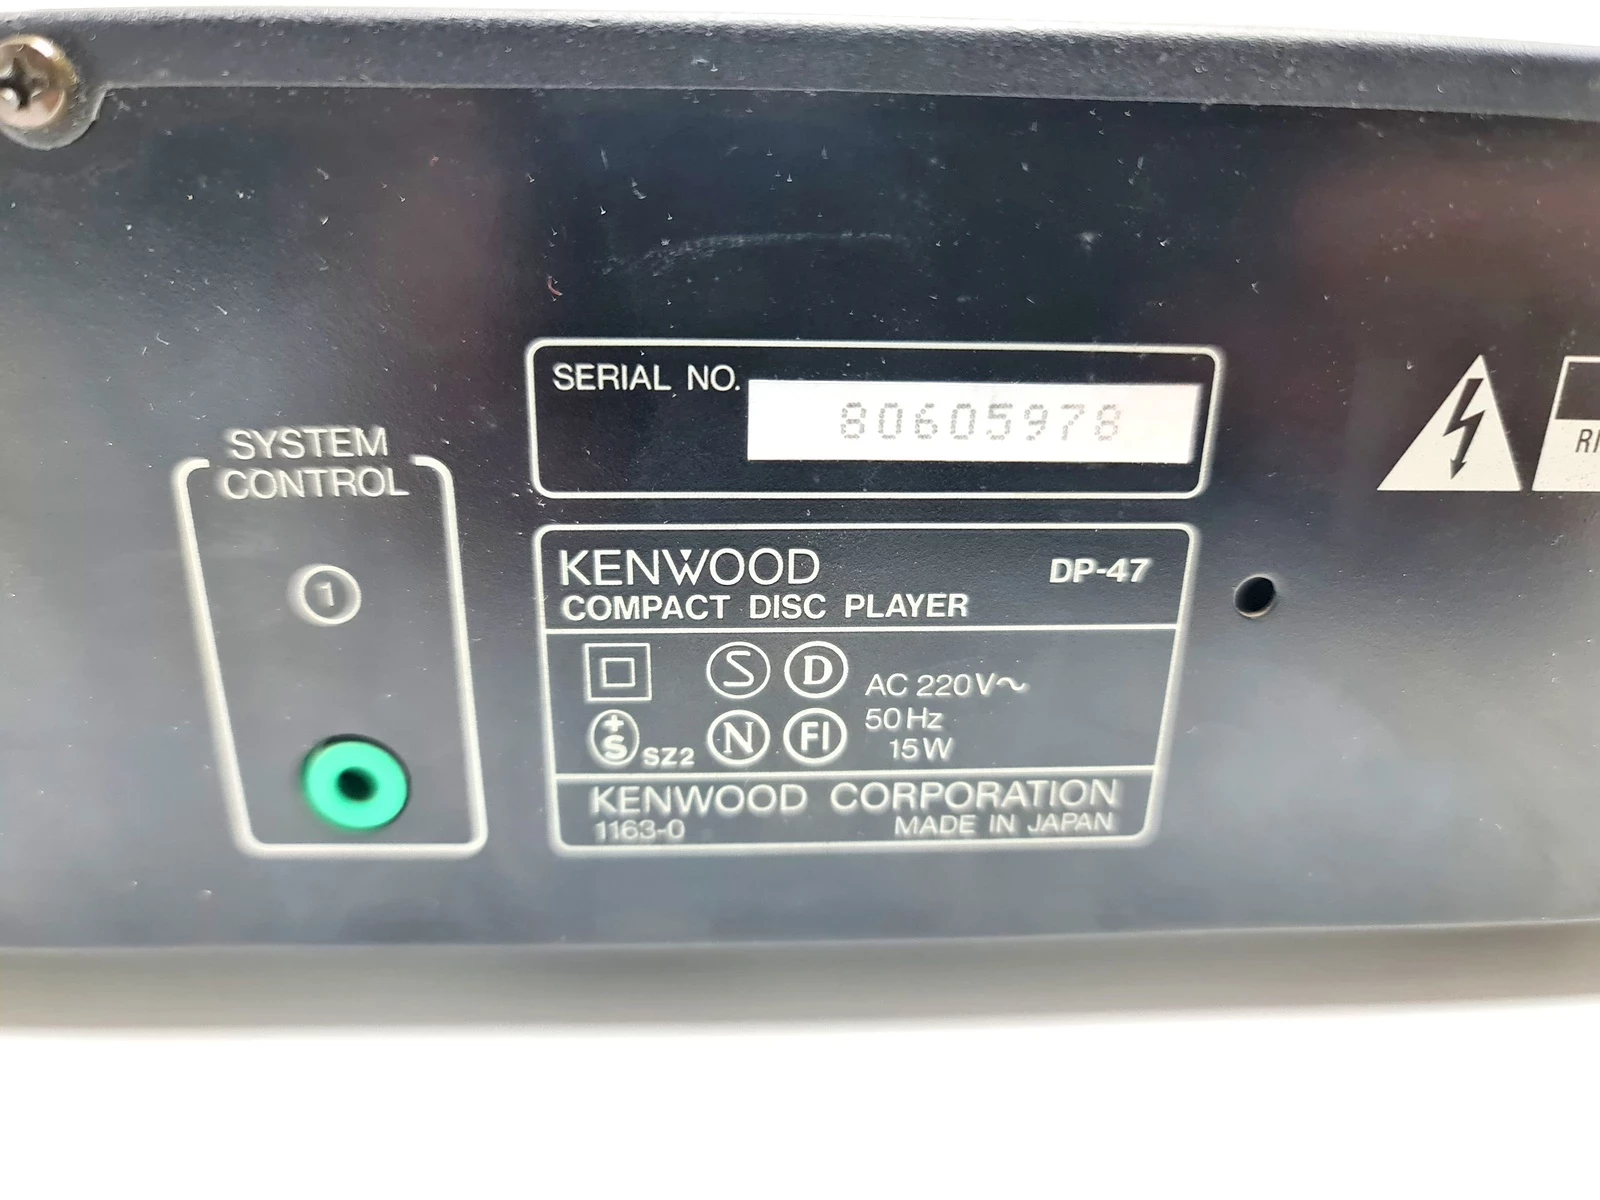 SYSTEM
CONTROL
1
SERIAL NO.
80605978
KENWOOD DP-47
COMPACT DISC PLAYER
S D AC 220V~
+S SZ2 N FI 50Hz
15W
KENWOOD CORPORATION
1163-0 MADE IN JAPAN